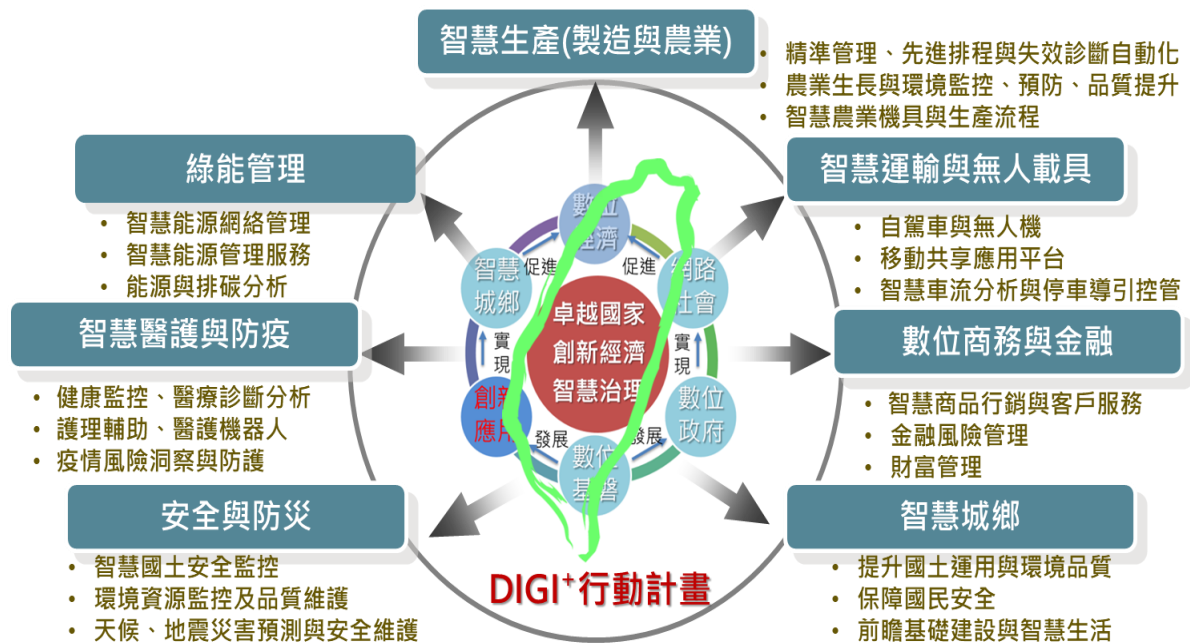 智慧生產(製造與農業)
• 精準管理、先進排程與失效診斷自動化
• 農業生長與環境監控、預防、品質提升
• 智慧農業機具與生產流程
綠能管理
• 智慧能源網絡管理
• 智慧能源管理服務
• 能源與排碳分析
智慧運輸與無人載具
• 自駕車與無人機
• 移動共享應用平台
• 智慧車流分析與停車導引控管
智慧醫護與防疫
• 健康監控、醫療診斷分析
• 護理輔助、醫護機器人
• 疫情風險洞察與防護
數位商務與金融
• 智慧商品行銷與客戶服務
• 金融風險管理
• 財富管理
安全與防災
• 智慧國土安全監控
• 環境資源監控及品質維護
• 天候、地震災害預測與安全維護
智慧城鄉
• 提升國土運用與環境品質
• 保障國民安全
• 前瞻基礎建設與智慧生活
數位
經濟
促進
促進
智慧
城鄉
網路
社會
卓越國家
創新經濟
智慧治理
實現
實現
創新
應用
數位
政府
發展
發展
數位
基磐
DIGI⁺行動計畫